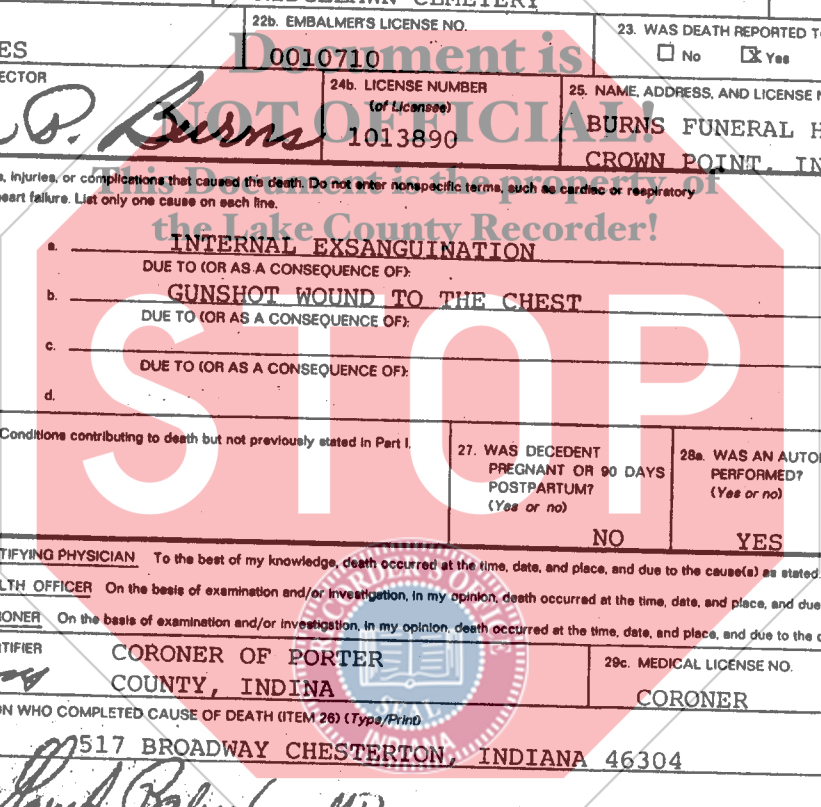 CEMETERY
22b. EMBALMER'S LICENSE NO.
23. WAS DEATH REPORTED T
ES
0010710
No
Yes
Document is
ECTOR
24b. LICENSE NUMBER
(of Licensee)
25. NAME, ADDRESS, AND LICENSE
P. Burns
1013890
BURNS FUNERAL H
NOT OFFICIAL!
CROWN POINT, IN
, injuries, or complications that caused the death. Do not enter nonspecific terms, such as cardiac or respiratory
This Document is the property of
eart failure. List only one cause on each line.
the Lake County Recorder!
a. INTERNAL EXSANGUINATION
DUE TO (OR AS A CONSEQUENCE OF):
b. GUNSHOT WOUND TO THE CHEST
DUE TO (OR AS A CONSEQUENCE OF):
STOP
c.
DUE TO (OR AS A CONSEQUENCE OF):
d.
Conditions contributing to death but not previously stated in Part I.
27. WAS DECEDENT
PREGNANT OR 90 DAYS
POSTPARTUM?
(Yes or no)
NO
28a. WAS AN AUTO
PERFORMED?
(Yes or no)
YES
TIFYING PHYSICIAN To the best of my knowledge, death occurred at the time, date, and place, and due to the cause(s) as stated.
LTH OFFICER On the basis of examination and/or investigation, in my opinion, death occurred at the time, date, and place, and due
ONER On the basis of examination and/or investigation, in my opinion, death occurred at the time, date, and place, and due to the c
RECORDER'S OFFICE
TIFIER
CORONER OF PORTER
COUNTY, INDINA
29c. MEDICAL LICENSE NO.
CORONER
SEAL
INDIANA
ON WHO COMPLETED CAUSE OF DEATH (ITEM 26) (Type/Print)
517 BROADWAY CHESTERTON, INDIANA 46304